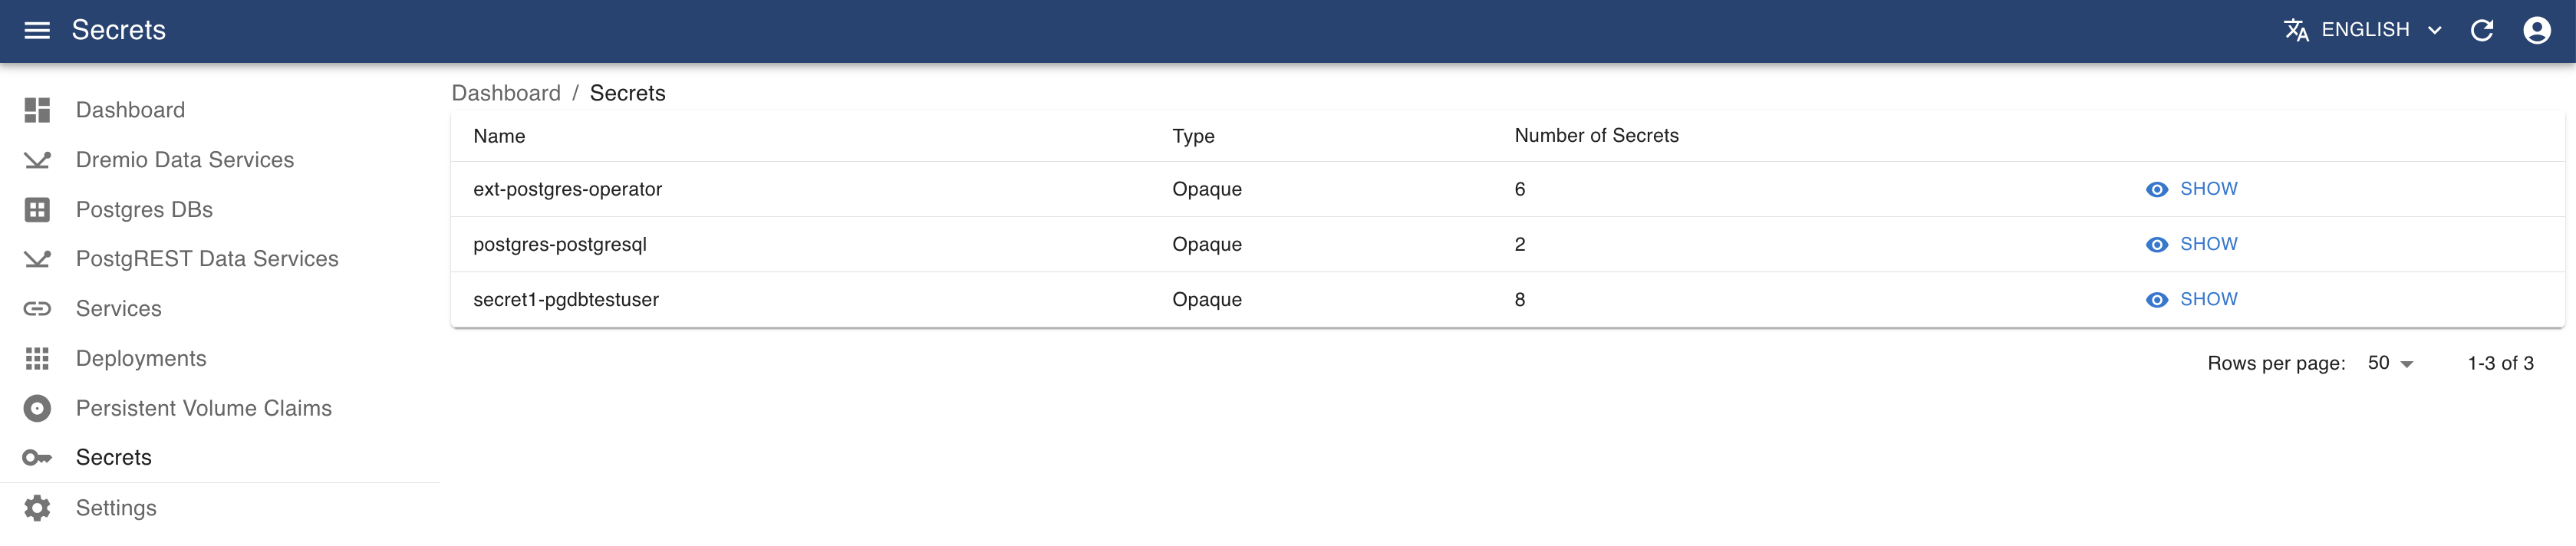 Secrets
ENGLISH
Dashboard
Dremio Data Services
Postgres DBs
PostgREST Data Services
Services
Deployments
Persistent Volume Claims
Secrets
Settings
Dashboard / Secrets
Name Type Number of Secrets
ext-postgres-operator Opaque 6 SHOW
postgres-postgresql Opaque 2 SHOW
secret1-pgdbtestuser Opaque 8 SHOW
Rows per page: 50 1-3 of 3